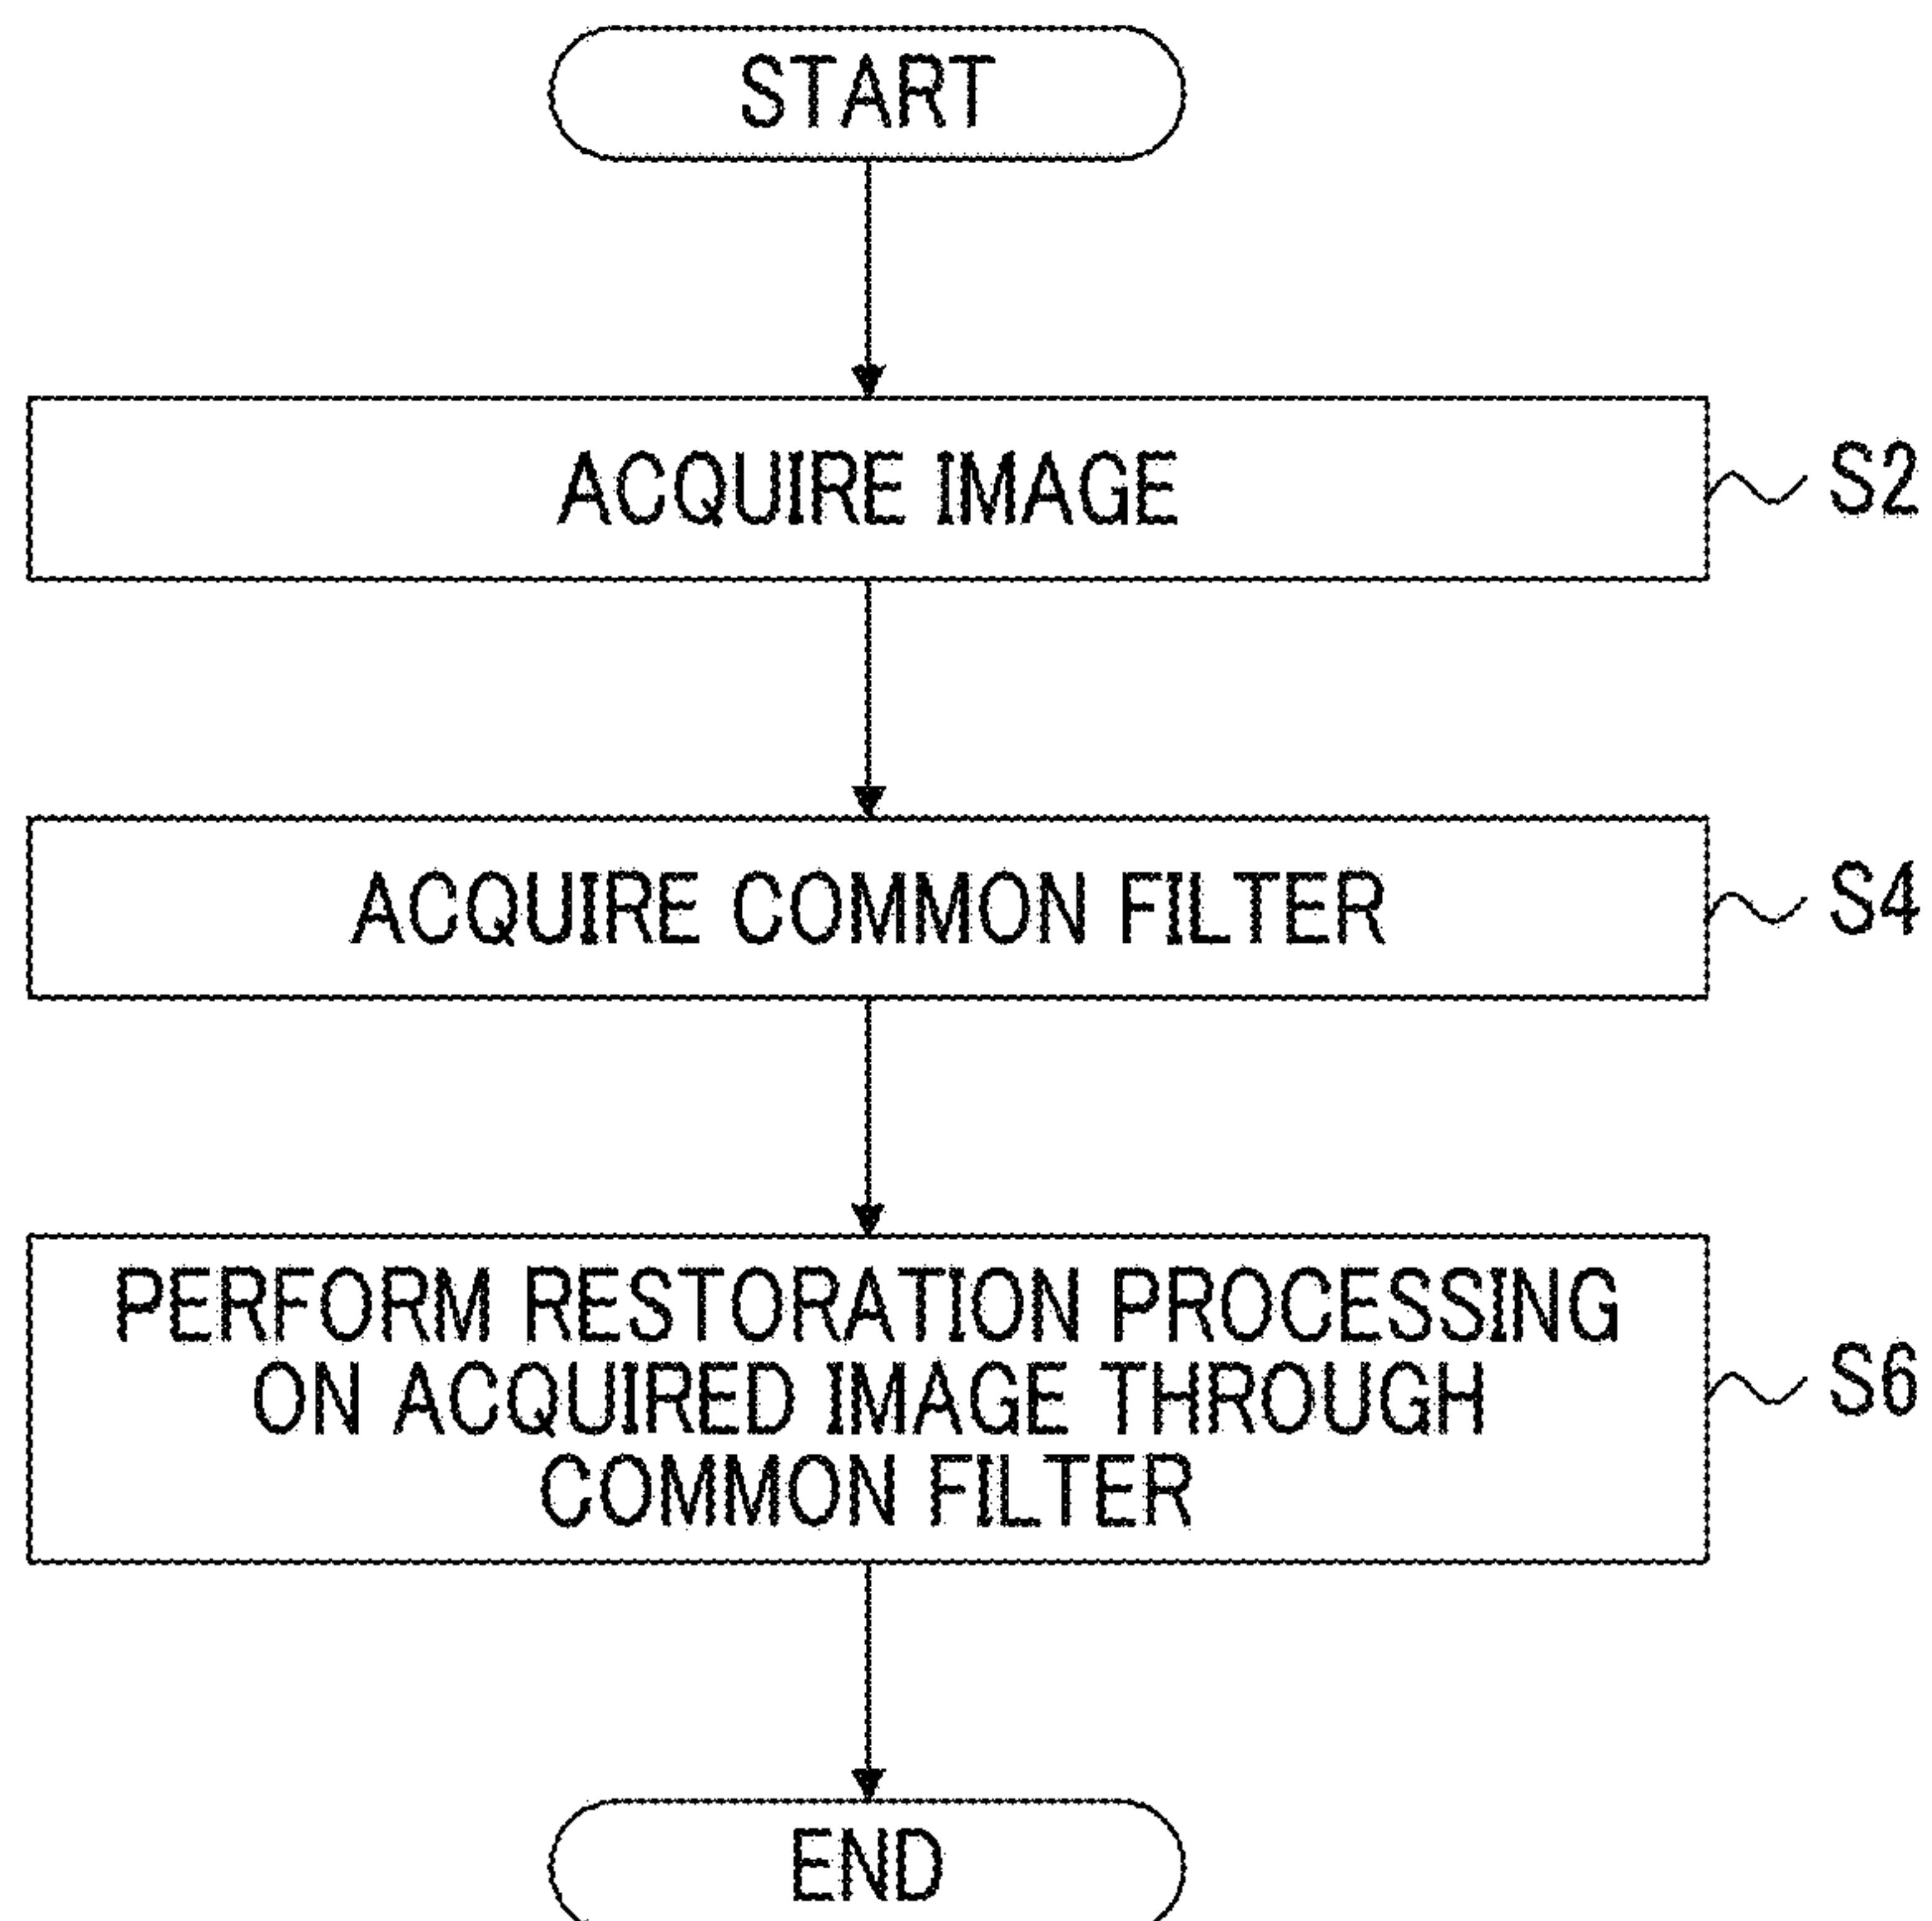 START
ACQUIRE IMAGE
S2
ACQUIRE COMMON FILTER
S4
PERFORM RESTORATION PROCESSING
ON ACQUIRED IMAGE THROUGH
COMMON FILTER
S6
END